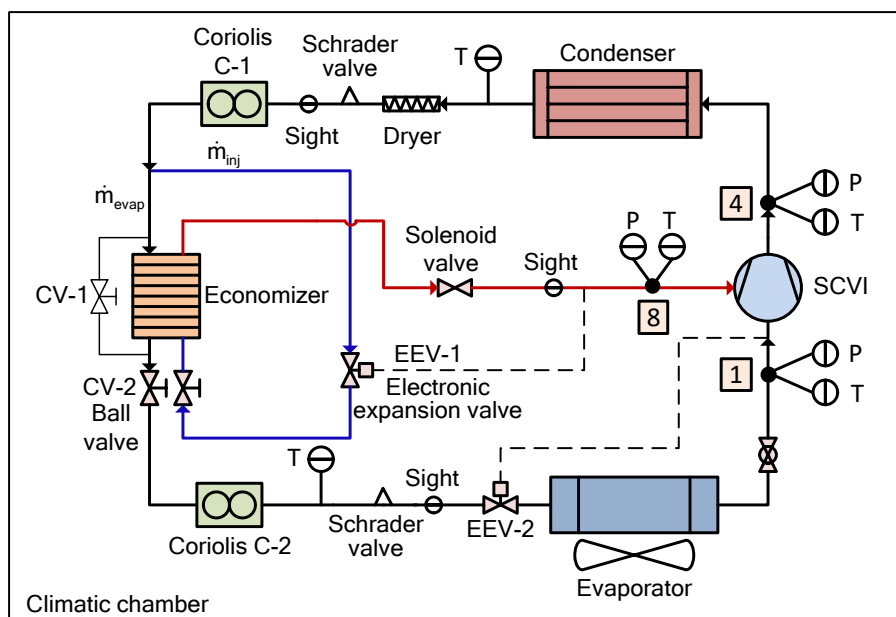 Coriolis
C-1
Schrader
valve
T
Condenser
Sight
Dryer
ṁinj
ṁevap
4
P
T
Solenoid
valve
Sight
P
T
CV-1
Economizer
SCVI
8
EEV-1
Electronic
expansion valve
1
P
T
CV-2
Ball
valve
T
Sight
Coriolis C-2
Schrader
valve
EEV-2
Evaporator
Climatic chamber